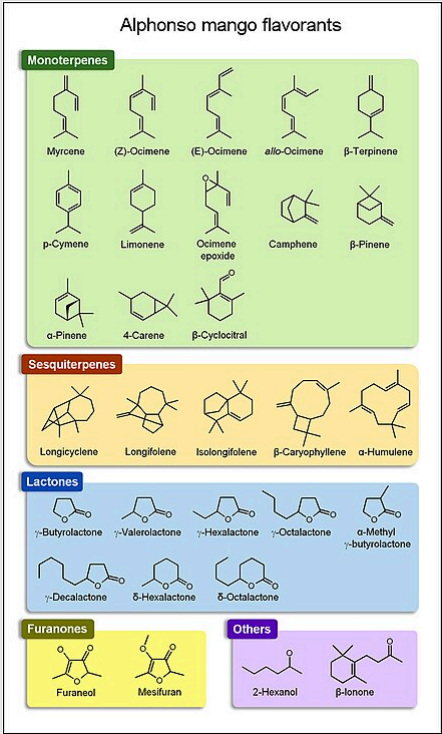 Alphonso mango flavorants
Monoterpenes
Myrcene (Z)-Ocimene (E)-Ocimene allo-Ocimene β-Terpinene
p-Cymene Limonene Ocimene epoxide Camphene β-Pinene
α-Pinene 4-Carene β-Cyclocitral
Sesquiterpenes
Longicyclene Longifolene Isolongifolene β-Caryophyllene α-Humulene
Lactones
γ-Butyrolactone γ-Valerolactone γ-Hexalactone γ-Octalactone α-Methyl γ-butyrolactone
γ-Decalactone δ-Hexalactone δ-Octalactone
Furanones
Furaneol Mesifuran
Others
2-Hexanol β-Ionone